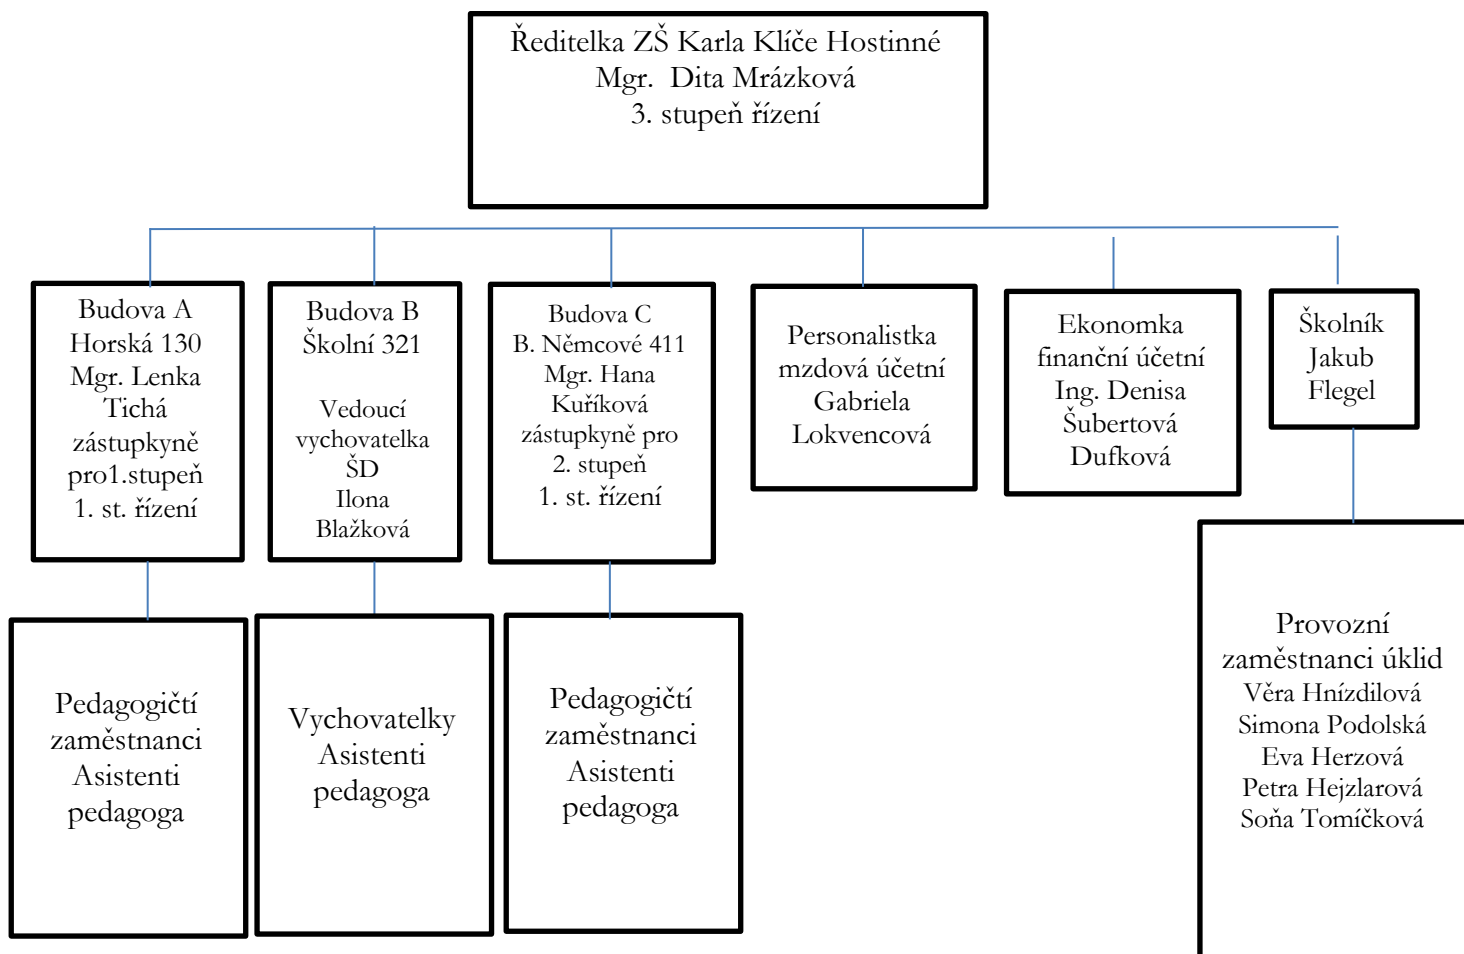 Ředitelka ZŠ Karla Klíče Hostinné
Mgr. Dita Mrázková
3. stupeň řízení
Budova A
Horská 130
Mgr. Lenka
Tichá
zástupkyně
pro1.stupeň
1. st. řízení
Budova B
Školní 321
Vedoucí
vychovatelka
ŠD
Ilona
Blažková
Budova C
B. Němcové 411
Mgr. Hana
Kuříková
zástupkyně pro
2. stupeň
1. st. řízení
Personalistka
mzdová účetní
Gabriela
Lokvencová
Ekonomka
finanční účetní
Ing. Denisa
Šubertová
Dufková
Školník
Jakub
Flegel
Pedagogičtí
zaměstnanci
Asistenti
pedagoga
Vychovatelky
Asistenti
pedagoga
Pedagogičtí
zaměstnanci
Asistenti
pedagoga
Provozní
zaměstnanci úklid
Věra Hnízdilová
Simona Podolská
Eva Herzová
Petra Hejzlarová
Soňa Tomíčková